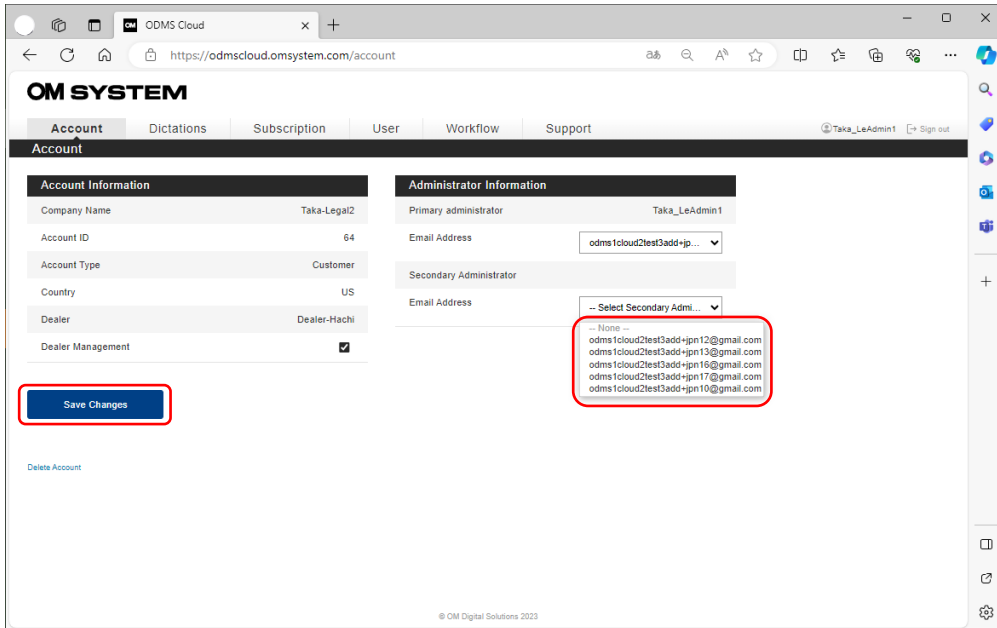 OM ODMS Cloud
https://odmscloud.omsystem.com/account
OM SYSTEM
Account Dictations Subscription User Workflow Support Taka_LeAdmin1 Sign out
Account
Account Information
Company Name Taka-Legal2
Account ID 64
Account Type Customer
Country US
Dealer Dealer-Hachi
Dealer Management
Administrator Information
Primary administrator Taka_LeAdmin1
Email Address odms1cloud2test3add+jp...
Secondary Administrator
Email Address -- Select Secondary Admi...
-- None --
odms1cloud2test3add+jpn12@gmail.com
odms1cloud2test3add+jpn13@gmail.com
odms1cloud2test3add+jpn16@gmail.com
odms1cloud2test3add+jpn17@gmail.com
odms1cloud2test3add+jpn10@gmail.com
Save Changes
Delete Account
© OM Digital Solutions 2023